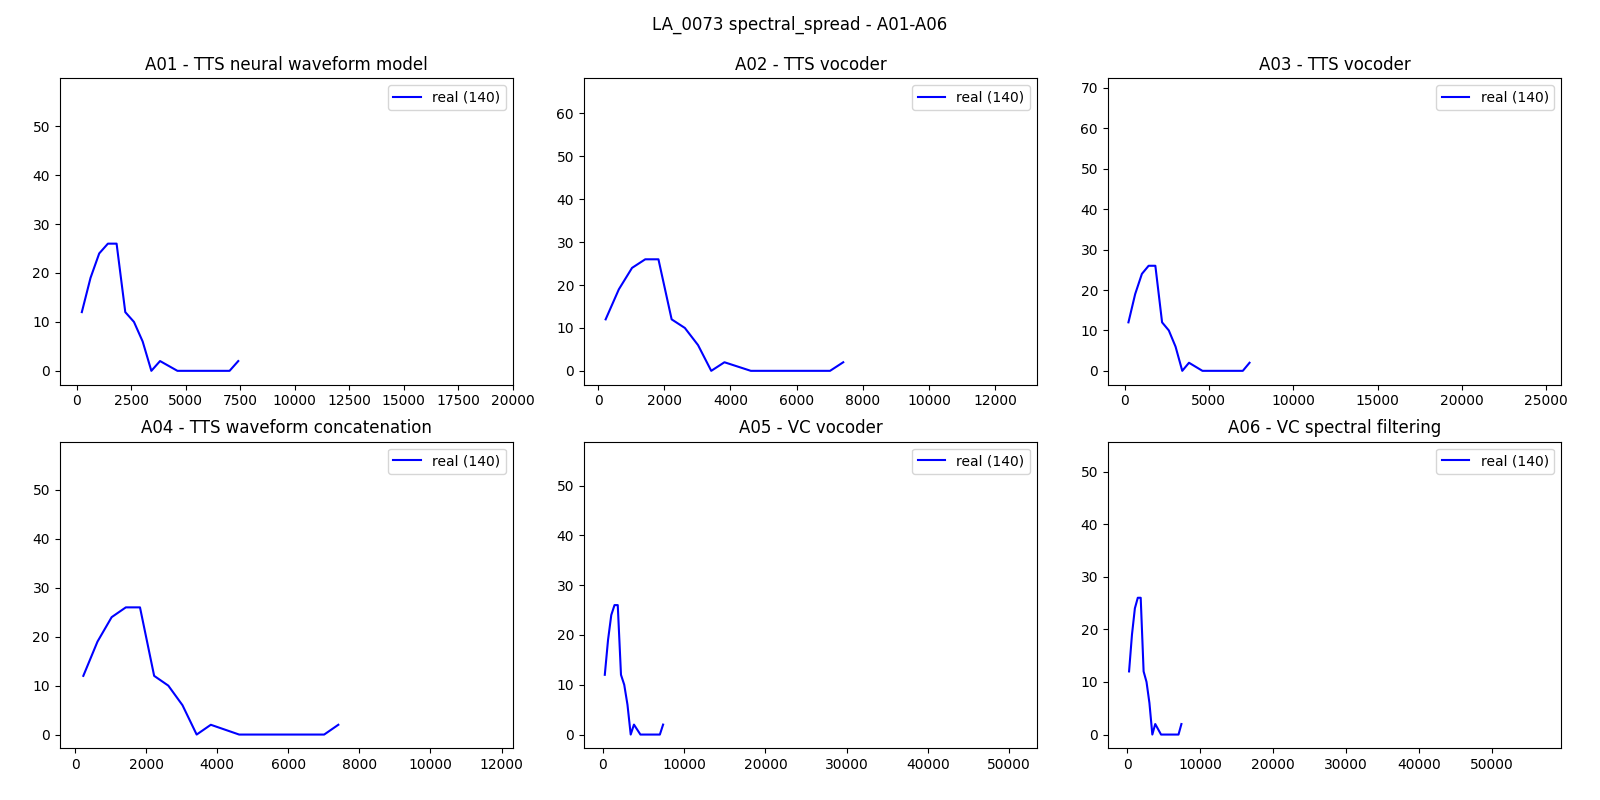 LA_0073 spectral_spread - A01-A06
A01 - TTS neural waveform model
real (140)
50
40
30
20
10
0
0 2500 5000 7500 10000 12500 15000 17500 20000
A02 - TTS vocoder
real (140)
60
50
40
30
20
10
0
0 2000 4000 6000 8000 10000 12000
A03 - TTS vocoder
real (140)
70
60
50
40
30
20
10
0
0 5000 10000 15000 20000 25000
A04 - TTS waveform concatenation
real (140)
50
40
30
20
10
0
0 2000 4000 6000 8000 10000 12000
A05 - VC vocoder
real (140)
50
40
30
20
10
0
0 10000 20000 30000 40000 50000
A06 - VC spectral filtering
real (140)
50
40
30
20
10
0
0 10000 20000 30000 40000 50000